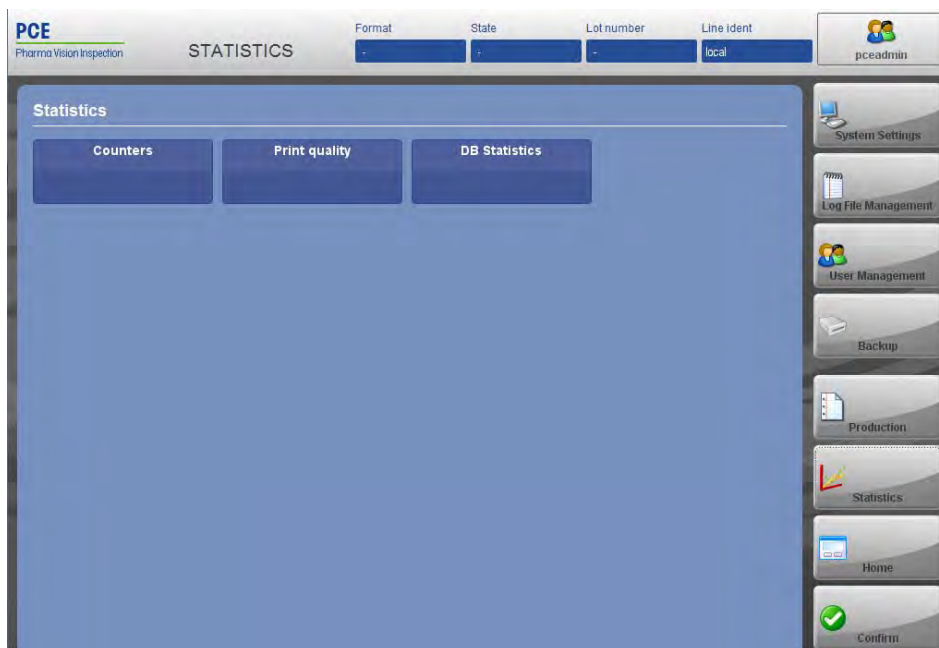 PCE
Pharma Vision Inspection
STATISTICS
Format
State
Lot number
Line ident
-
-
-
local
pceadmin
Statistics
Counters
Print quality
DB Statistics
System Settings
Log File Management
User Management
Backup
Production
Statistics
Home
Confirm